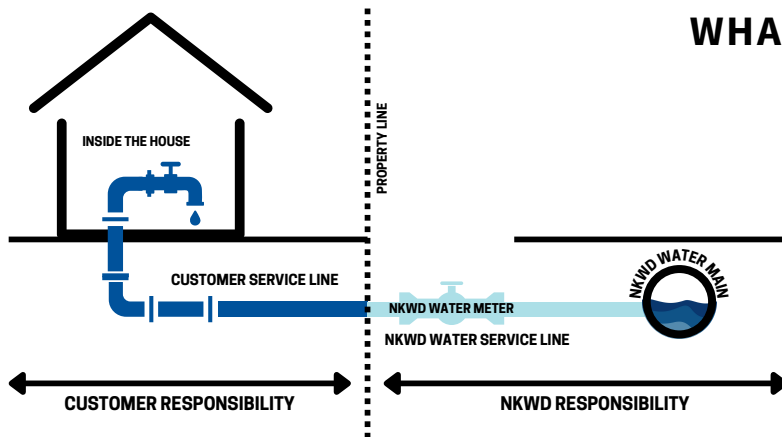 WHA
INSIDE THE HOUSE
PROPERTY LINE
NKWD WATER MAIN
CUSTOMER SERVICE LINE
NKWD WATER METER
NKWD WATER SERVICE LINE
CUSTOMER RESPONSIBILITY
NKWD RESPONSIBILITY